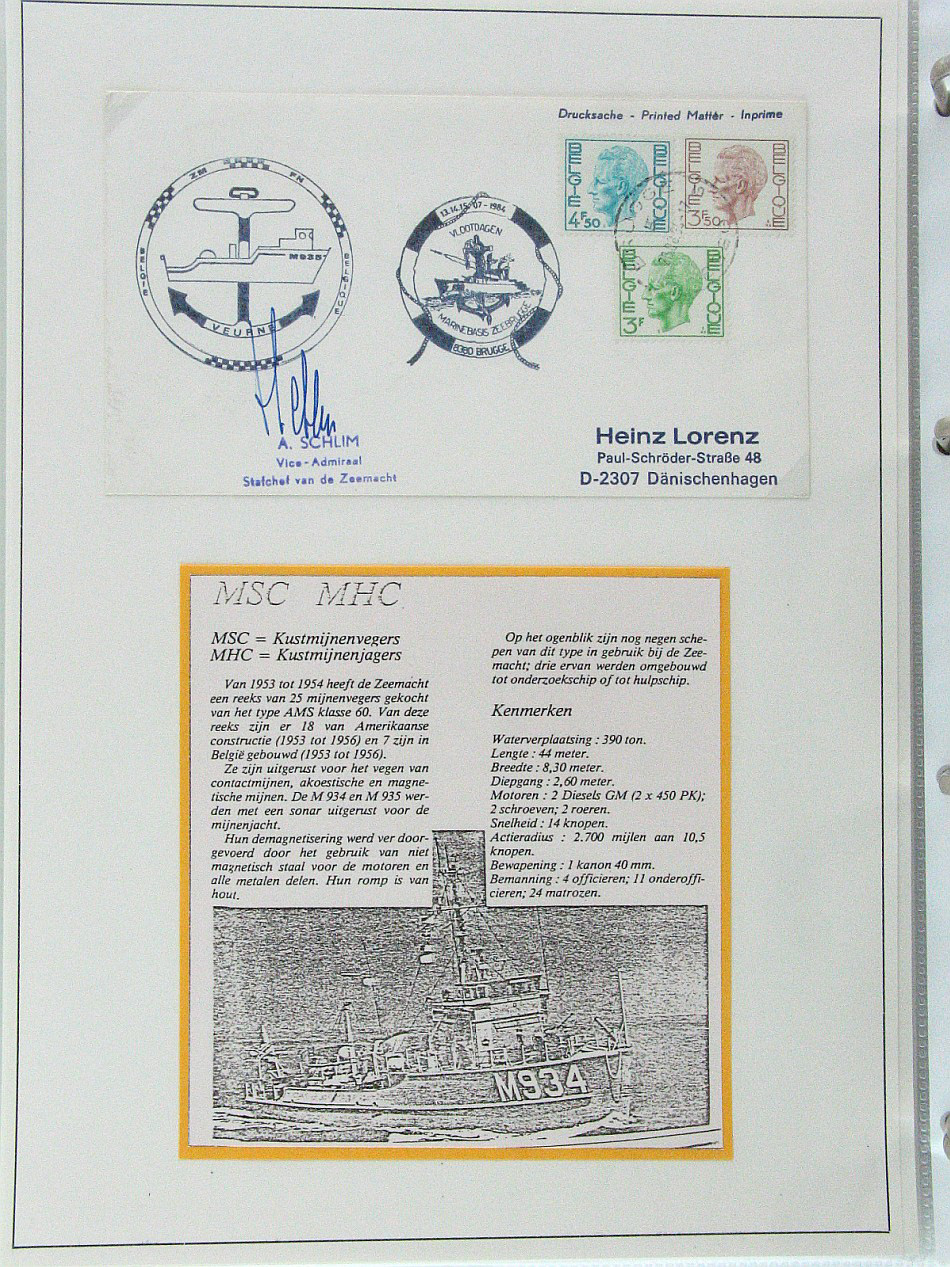 Drucksache - Printed Matter - Inprime
ZM FN
BELGIE
BELGIQUE
M935
VEURNE
13.14.15-07-1984
VLOOTDAGEN
MARINEBASIS ZEEBRUGGE
8380 BRUGGE
BELGIE 4F50 BELGIQUE
BELGIE 3F50 BELGIQUE
BELGIE 3F BELGIQUE
A. SCHLIM
Vice-Admiraal
Stafchef van de Zeemacht
Heinz Lorenz
Paul-Schröder-Straße 48
D-2307 Dänischenhagen
MSC MHC
MSC = Kustmijnenvegers
MHC = Kustmijnenjagers
Van 1953 tot 1954 heeft de Zeemacht
een reeks van 25 mijnenvegers gekocht
van het type AMS klasse 60. Van deze
reeks zijn er 18 van Amerikaanse
constructie (1953 tot 1956) en 7 zijn in
België gebouwd (1953 tot 1956).
Ze zijn uitgerust voor het vegen van
contactmijnen, akoestische en magne-
tische mijnen. De M 934 en M 935 wer-
den met een sonar uitgerust voor de
mijnenjacht.
Hun demagnetisering werd ver door-
gevoerd door het gebruik van niet
magnetisch staal voor de motoren en
alle metalen delen. Hun romp is van
hout.
Op het ogenblik zijn nog negen sche-
pen van dit type in gebruik bij de Zee-
macht; drie ervan werden omgebouwd
tot onderzoekschip of tot hulpschip.
Kenmerken
Waterverplaatsing : 390 ton.
Lengte : 44 meter.
Breedte : 8,30 meter.
Diepgang : 2,60 meter.
Motoren : 2 Diesels GM (2 x 450 PK);
2 schroeven; 2 roeren.
Snelheid : 14 knopen.
Actieradius : 2.700 mijlen aan 10,5
knopen.
Bewapening : 1 kanon 40 mm.
Bemanning : 4 officieren; 11 onderoffi-
cieren; 24 matrozen.
M934